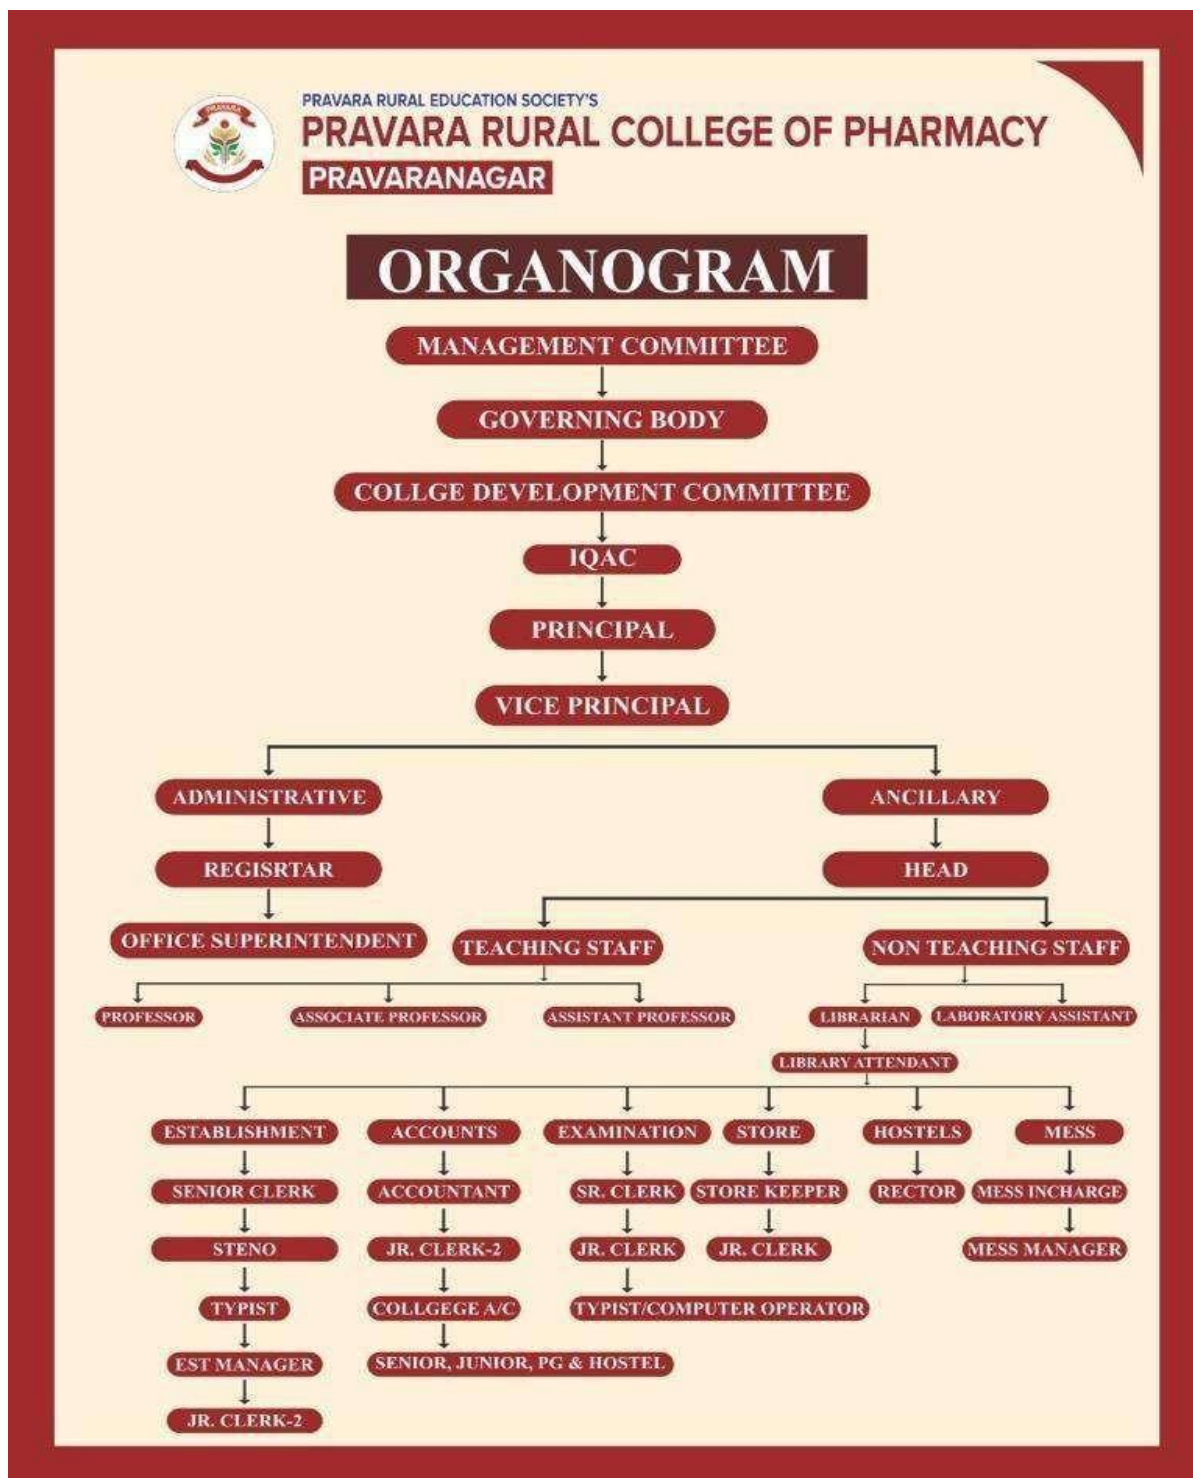 PRAVARA
PRAVARA RURAL EDUCATION SOCIETY'S
PRAVARA RURAL COLLEGE OF PHARMACY
PRAVARANAGAR
ORGANOGRAM
MANAGEMENT COMMITTEE
GOVERNING BODY
COLLGE DEVELOPMENT COMMITTEE
IQAC
PRINCIPAL
VICE PRINCIPAL
ADMINISTRATIVE
ANCILLARY
REGISRTAR
HEAD
OFFICE SUPERINTENDENT
TEACHING STAFF
NON TEACHING STAFF
PROFESSOR
ASSOCIATE PROFESSOR
ASSISTANT PROFESSOR
LIBRARIAN
LABORATORY ASSISTANT
LIBRARY ATTENDANT
ESTABLISHMENT
ACCOUNTS
EXAMINATION
STORE
HOSTELS
MESS
SENIOR CLERK
ACCOUNTANT
SR. CLERK
STORE KEEPER
RECTOR
MESS INCHARGE
STENO
JR. CLERK-2
JR. CLERK
JR. CLERK
MESS MANAGER
TYPIST
COLLGEGE A/C
TYPIST/COMPUTER OPERATOR
EST MANAGER
SENIOR, JUNIOR, PG & HOSTEL
JR. CLERK-2